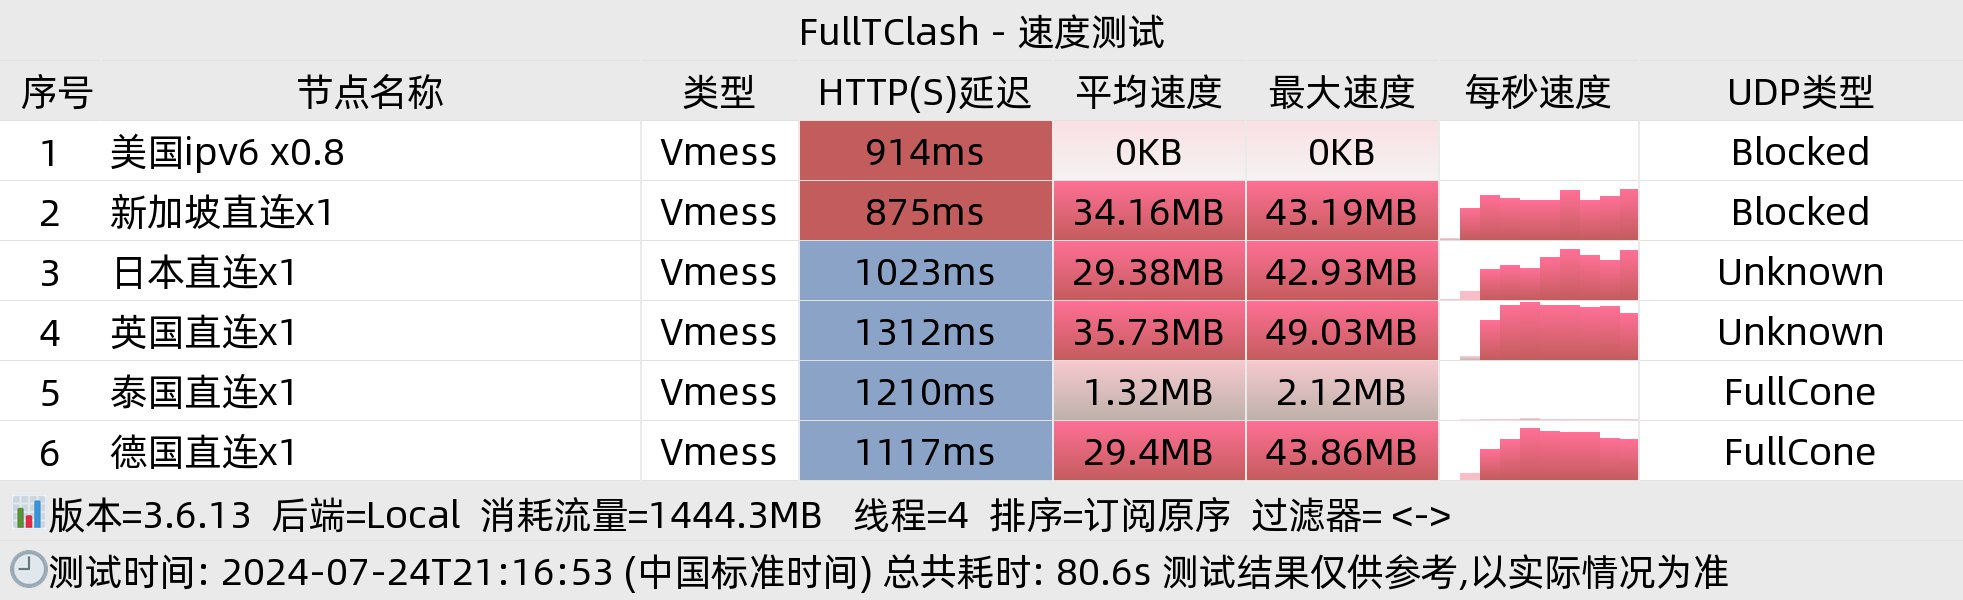 FullTClash - 速度测试
序号 节点名称 类型 HTTP(S)延迟 平均速度 最大速度 每秒速度 UDP类型
1 美国ipv6 x0.8 Vmess 914ms 0KB 0KB Blocked
2 新加坡直连x1 Vmess 875ms 34.16MB 43.19MB Blocked
3 日本直连x1 Vmess 1023ms 29.38MB 42.93MB Unknown
4 英国直连x1 Vmess 1312ms 35.73MB 49.03MB Unknown
5 泰国直连x1 Vmess 1210ms 1.32MB 2.12MB FullCone
6 德国直连x1 Vmess 1117ms 29.4MB 43.86MB FullCone
版本=3.6.13 后端=Local 消耗流量=1444.3MB 线程=4 排序=订阅原序 过滤器= <->
测试时间: 2024-07-24T21:16:53 (中国标准时间) 总共耗时: 80.6s 测试结果仅供参考,以实际情况为准